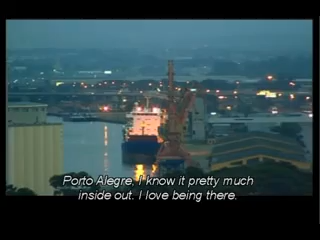 Porto Alegre, I know it pretty much
inside out. I love being there.